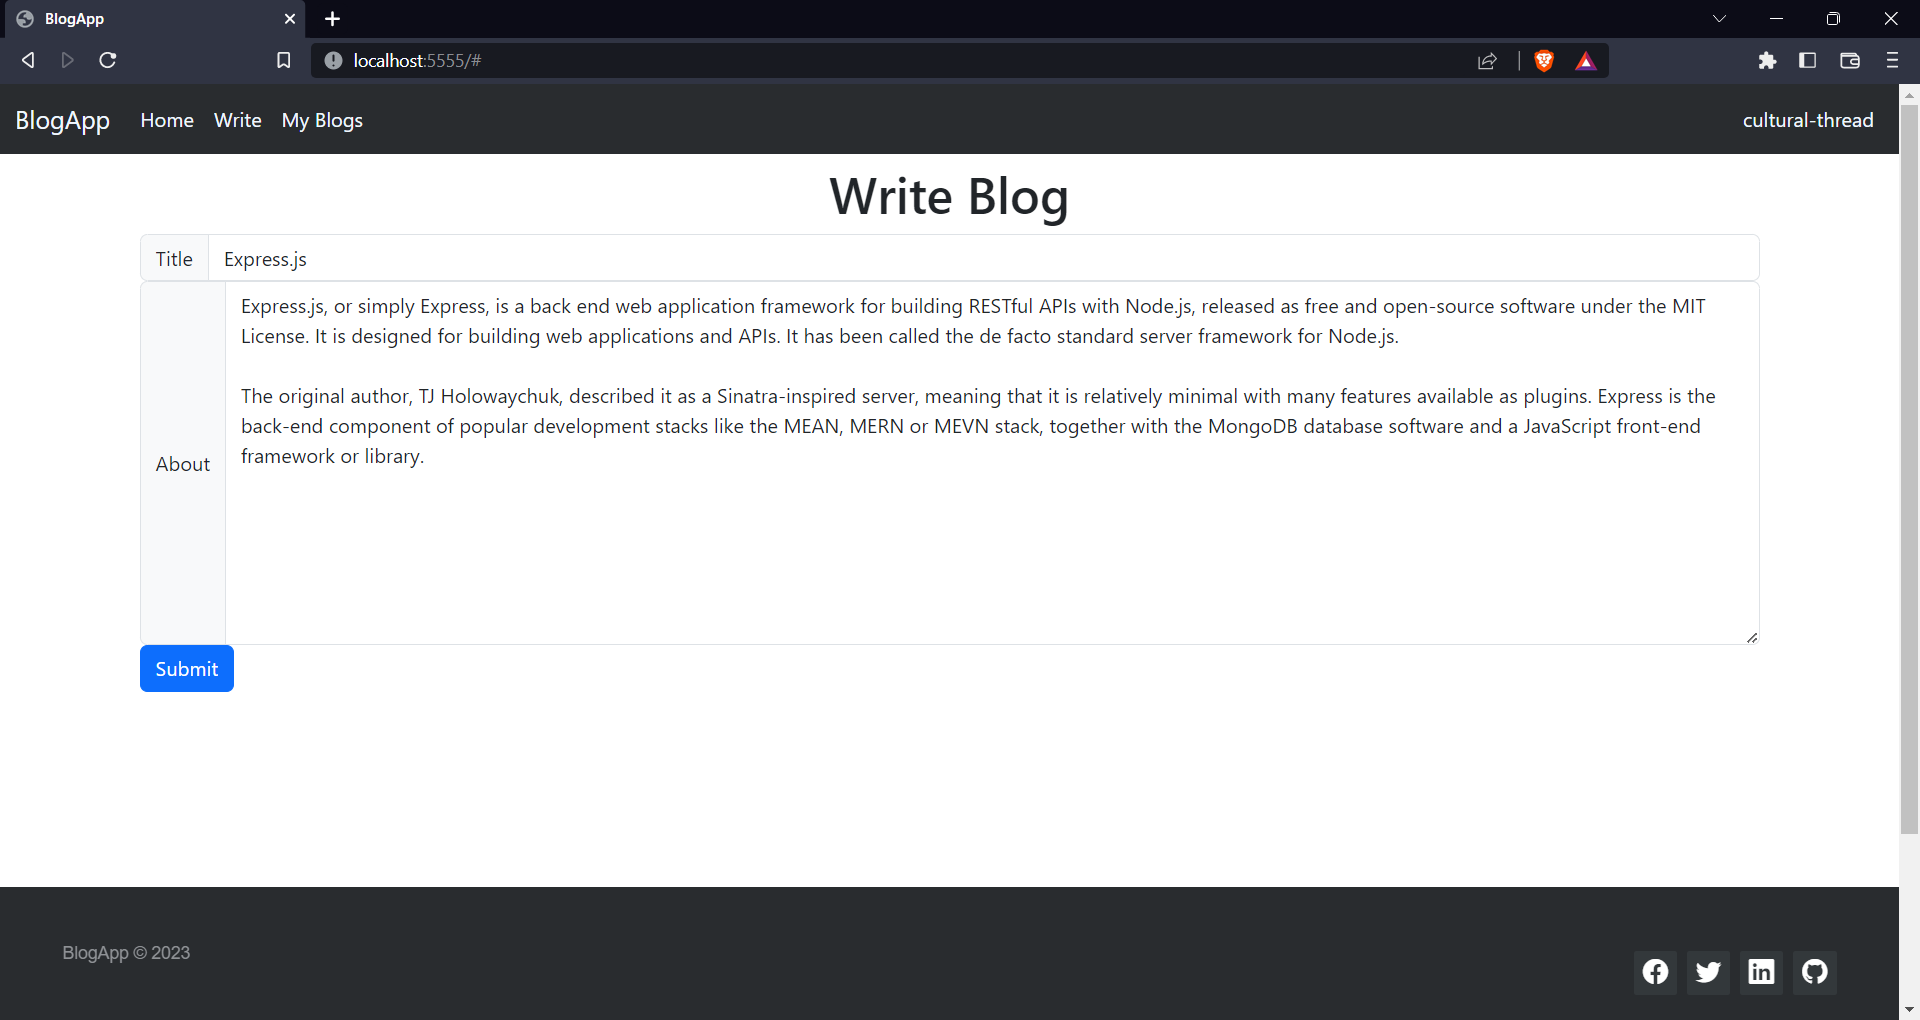 BlogApp
localhost:5555/#
BlogApp Home Write My Blogs cultural-thread
Write Blog
Title Express.js
Express.js, or simply Express, is a back end web application framework for building RESTful APIs with Node.js, released as free and open-source software under the MIT
License. It is designed for building web applications and APIs. It has been called the de facto standard server framework for Node.js.
The original author, TJ Holowaychuk, described it as a Sinatra-inspired server, meaning that it is relatively minimal with many features available as plugins. Express is the
back-end component of popular development stacks like the MEAN, MERN or MEVN stack, together with the MongoDB database software and a JavaScript front-end
framework or library.
About
Submit
BlogApp © 2023